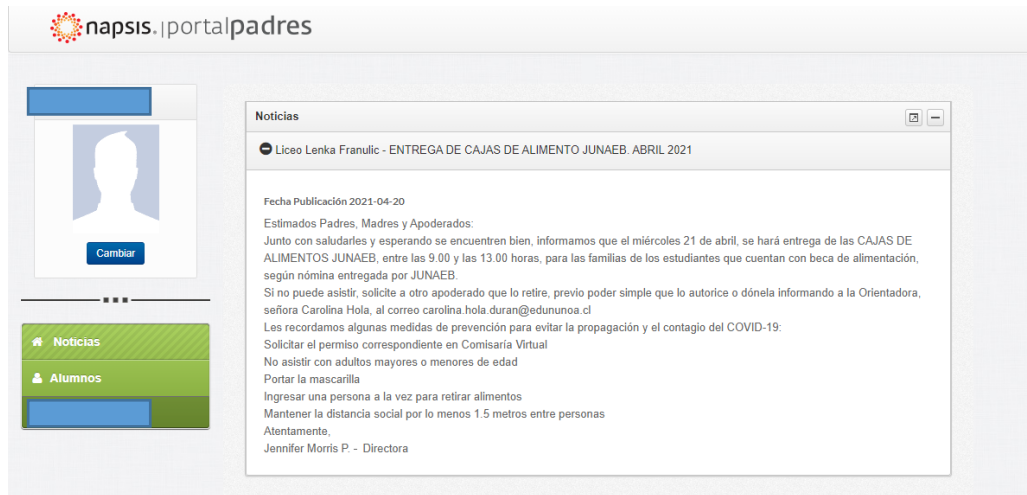 napsis.|portalpadres
Cambiar
Noticias
Alumnos
Noticias
Liceo Lenka Franulic - ENTREGA DE CAJAS DE ALIMENTO JUNAEB. ABRIL 2021
Fecha Publicación 2021-04-20
Estimados Padres, Madres y Apoderados:
Junto con saludarles y esperando se encuentren bien, informamos que el miércoles 21 de abril, se hará entrega de las CAJAS DE
ALIMENTOS JUNAEB, entre las 9.00 y las 13.00 horas, para las familias de los estudiantes que cuentan con beca de alimentación,
según nómina entregada por JUNAEB.
Si no puede asistir, solicite a otro apoderado que lo retire, previo poder simple que lo autorice o dónela informando a la Orientadora,
señora Carolina Hola, al correo carolina.hola.duran@edununoa.cl
Les recordamos algunas medidas de prevención para evitar la propagación y el contagio del COVID-19:
Solicitar el permiso correspondiente en Comisaría Virtual
No asistir con adultos mayores o menores de edad
Portar la mascarilla
Ingresar una persona a la vez para retirar alimentos
Mantener la distancia social por lo menos 1.5 metros entre personas
Atentamente,
Jennifer Morris P. - Directora